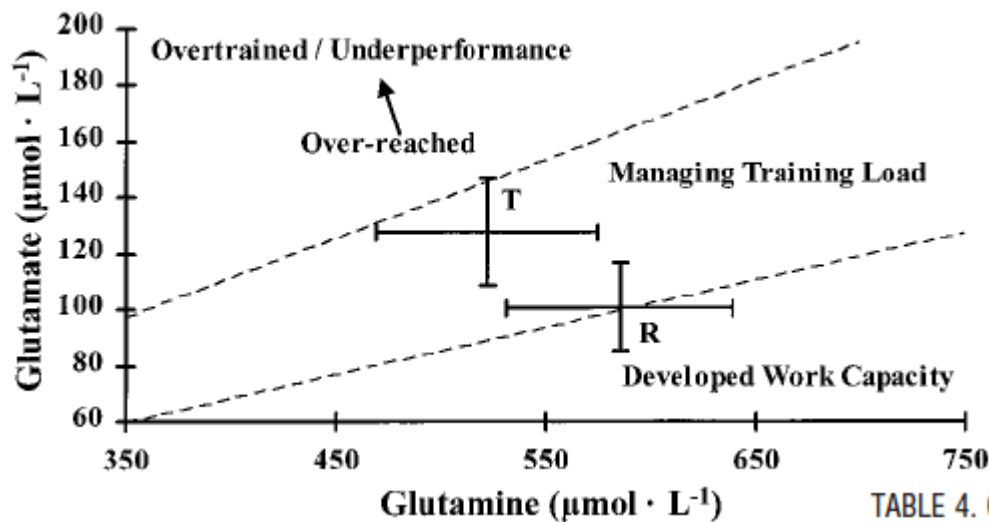 200
180
160
140
120
100
80
60
Glutamate (μmol · L⁻¹)
Overtrained / Underperformance
Over-reached
Managing Training Load
T
R
Developed Work Capacity
350 450 550 650 750
Glutamine (μmol · L⁻¹)
TABLE 4.